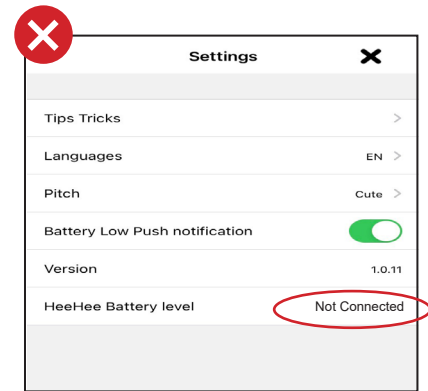 Settings
Tips Tricks
Languages EN
Pitch Cute
Battery Low Push notification
Version 1.0.11
HeeHee Battery level Not Connected